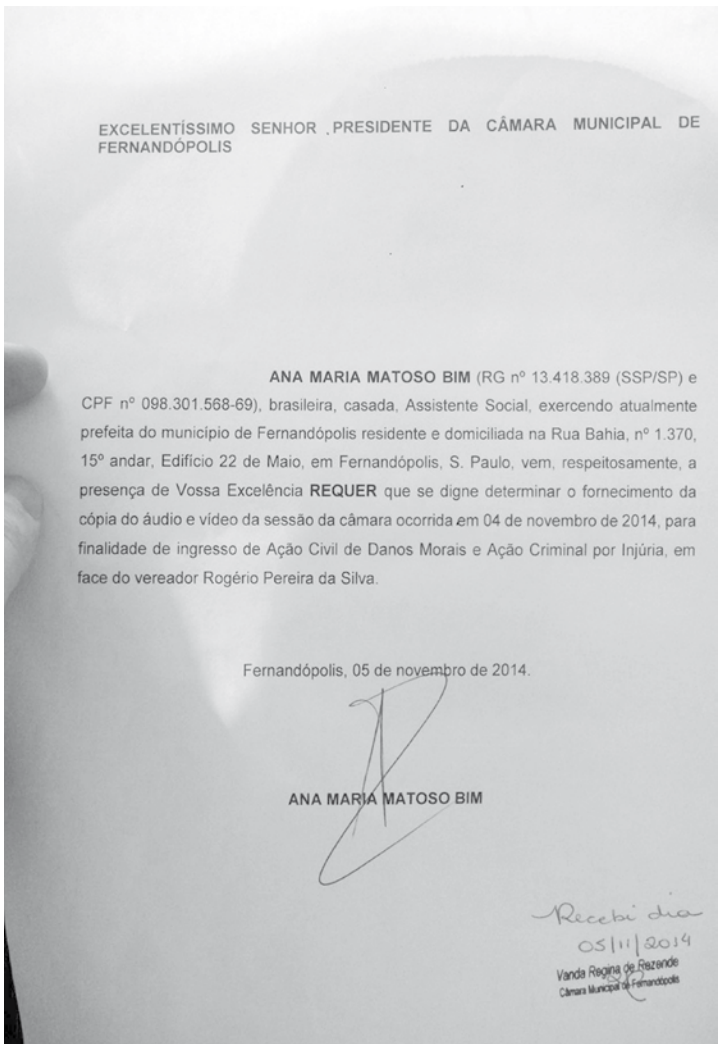 EXCELENTÍSSIMO SENHOR PRESIDENTE DA CÂMARA MUNICIPAL DE
FERNANDÓPOLIS
ANA MARIA MATOSO BIM (RG nº 13.418.389 (SSP/SP) e
CPF nº 098.301.568-69), brasileira, casada, Assistente Social, exercendo atualmente
prefeita do município de Fernandópolis residente e domiciliada na Rua Bahia, nº 1.370,
15º andar, Edifício 22 de Maio, em Fernandópolis, S. Paulo, vem, respeitosamente, a
presença de Vossa Excelência REQUER que se digne determinar o fornecimento da
cópia do áudio e vídeo da sessão da câmara ocorrida em 04 de novembro de 2014, para
finalidade de ingresso de Ação Civil de Danos Morais e Ação Criminal por Injúria, em
face do vereador Rogério Pereira da Silva.
Fernandópolis, 05 de novembro de 2014.
ANA MARIA MATOSO BIM
Recebi dia
05/11/2014
Vanda Regina de Rezende
Câmara Municipal de Fernandópolis